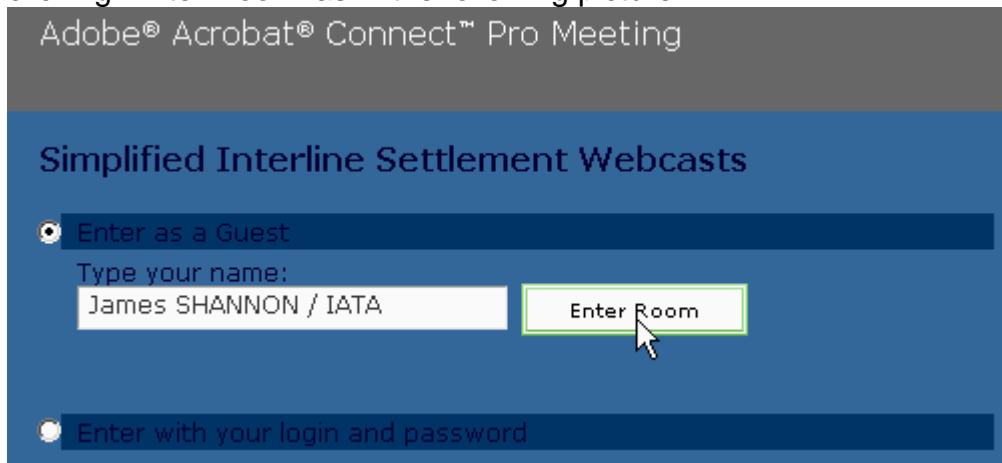 Adobe® Acrobat® Connect™ Pro Meeting
Simplified Interline Settlement Webcasts
Enter as a Guest
Type your name:
James SHANNON / IATA
Enter Room
Enter with your login and password